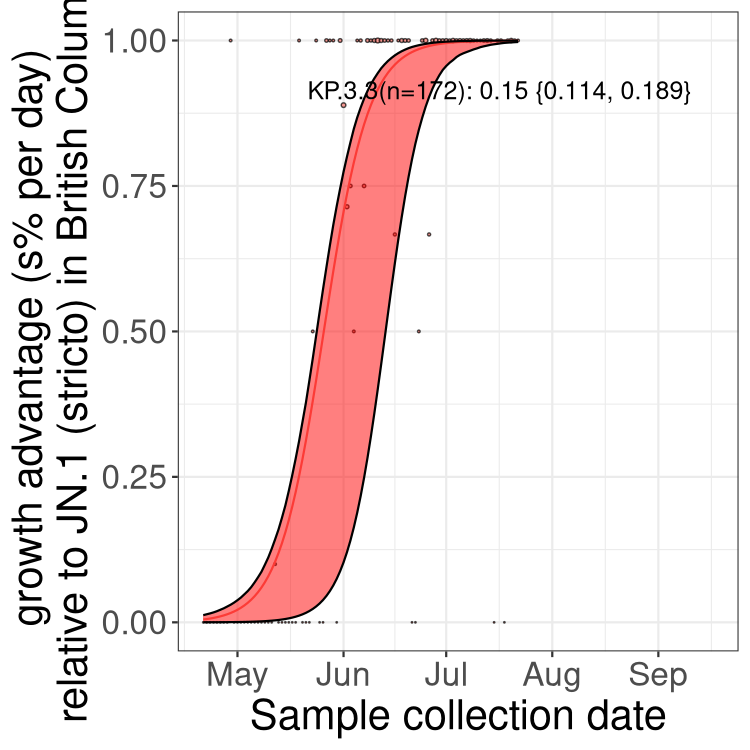 growth advantage (s% per day)
relative to JN.1 (stricto) in British Colum
1.00
0.75
0.50
0.25
0.00
KP.3.3(n=172): 0.15 {0.114, 0.189}
May Jun Jul Aug Sep
Sample collection date